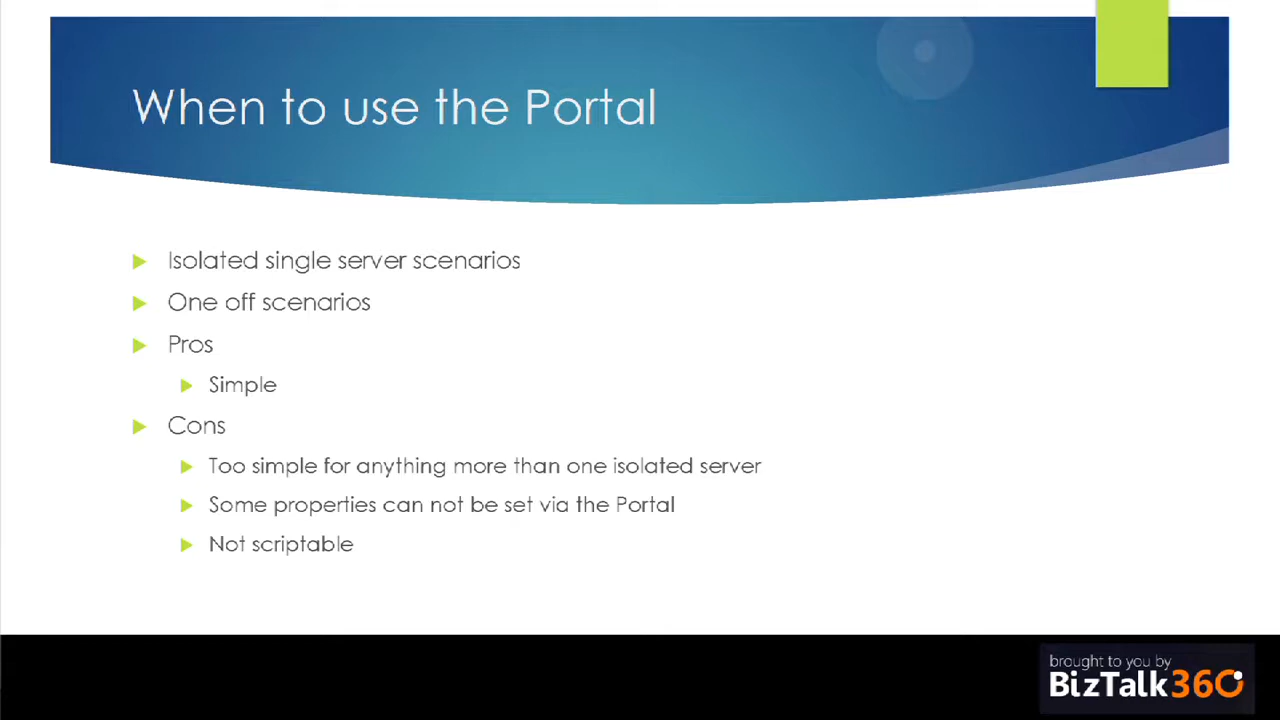 When to use the Portal
Isolated single server scenarios
One off scenarios
Pros
Simple
Cons
Too simple for anything more than one isolated server
Some properties can not be set via the Portal
Not scriptable
brought to you by
BizTalk360